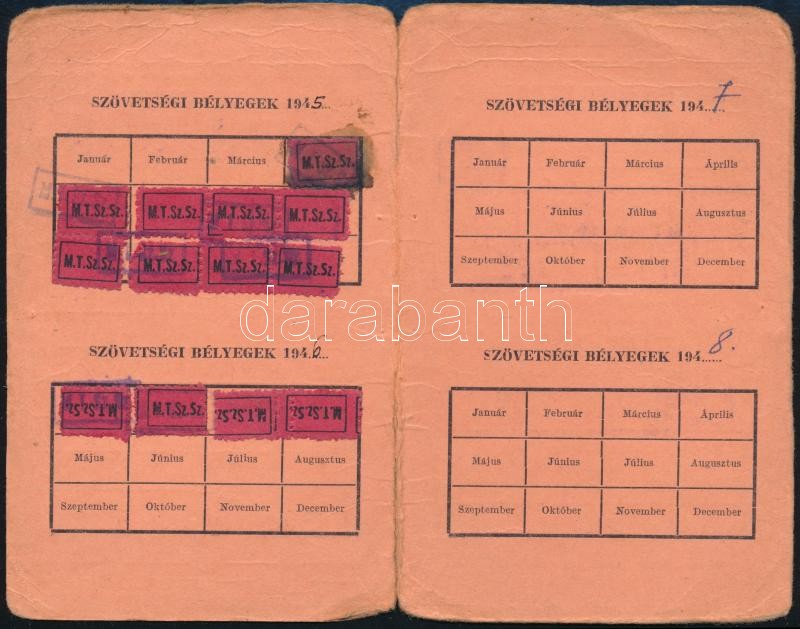 SZÖVETSÉGI BÉLYEGEK 1945...
Január Február Március M.T.Sz.Sz.
M.T.Sz.Sz. M.T.Sz.Sz. M.T.Sz.Sz. M.T.Sz.Sz.
M.T.Sz.Sz. M.T.Sz.Sz. M.T.Sz.Sz. M.T.Sz.Sz.
SZÖVETSÉGI BÉLYEGEK 1946...
M.T.Sz.Sz. M.T.Sz.Sz. M.T.Sz.Sz. M.T.Sz.Sz.
Május Június Július Augusztus
Szeptember Október November December
SZÖVETSÉGI BÉLYEGEK 1947......
Január Február Március Április
Május Június Július Augusztus
Szeptember Október November December
SZÖVETSÉGI BÉLYEGEK 1948.......
Január Február Március Április
Május Június Július Augusztus
Szeptember Október November December
darabanth